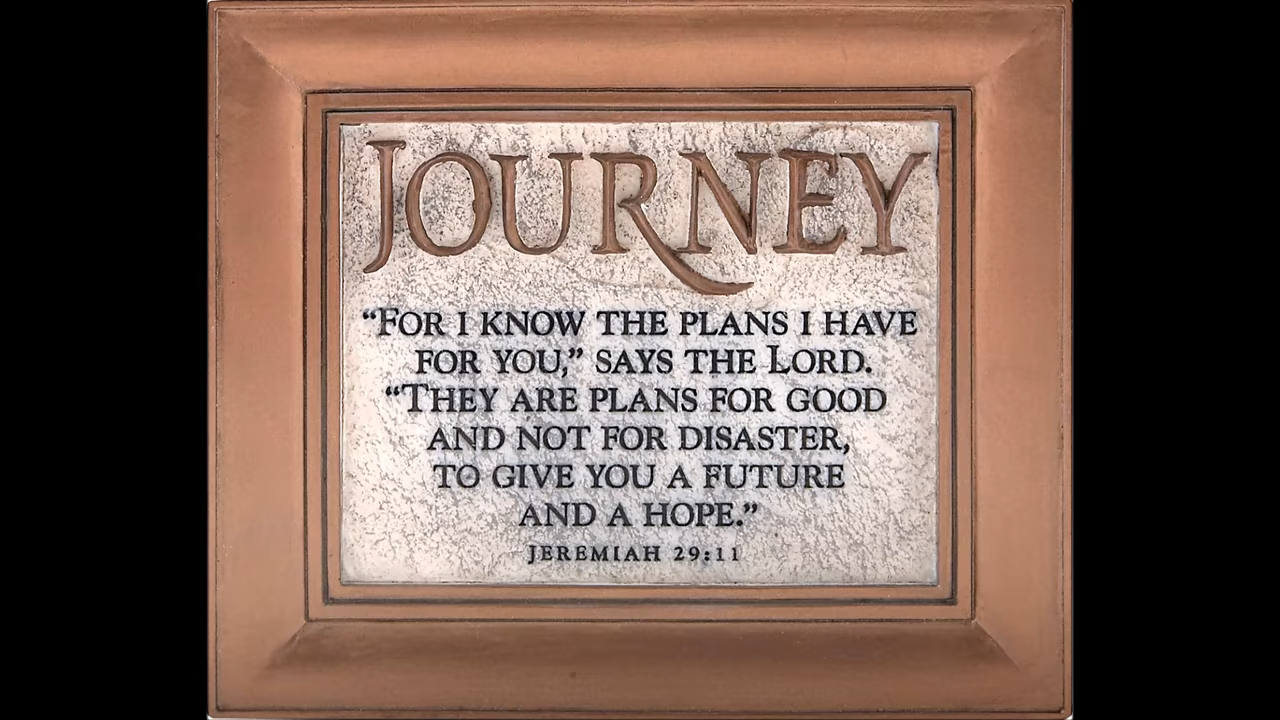 JOURNEY
“FOR I KNOW THE PLANS I HAVE
FOR YOU,” SAYS THE LORD.
“THEY ARE PLANS FOR GOOD
AND NOT FOR DISASTER,
TO GIVE YOU A FUTURE
AND A HOPE.”
JEREMIAH 29:11